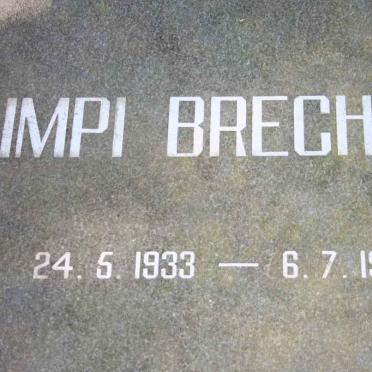 IMPI BRECH
24. 5. 1933 — 6. 7. 19